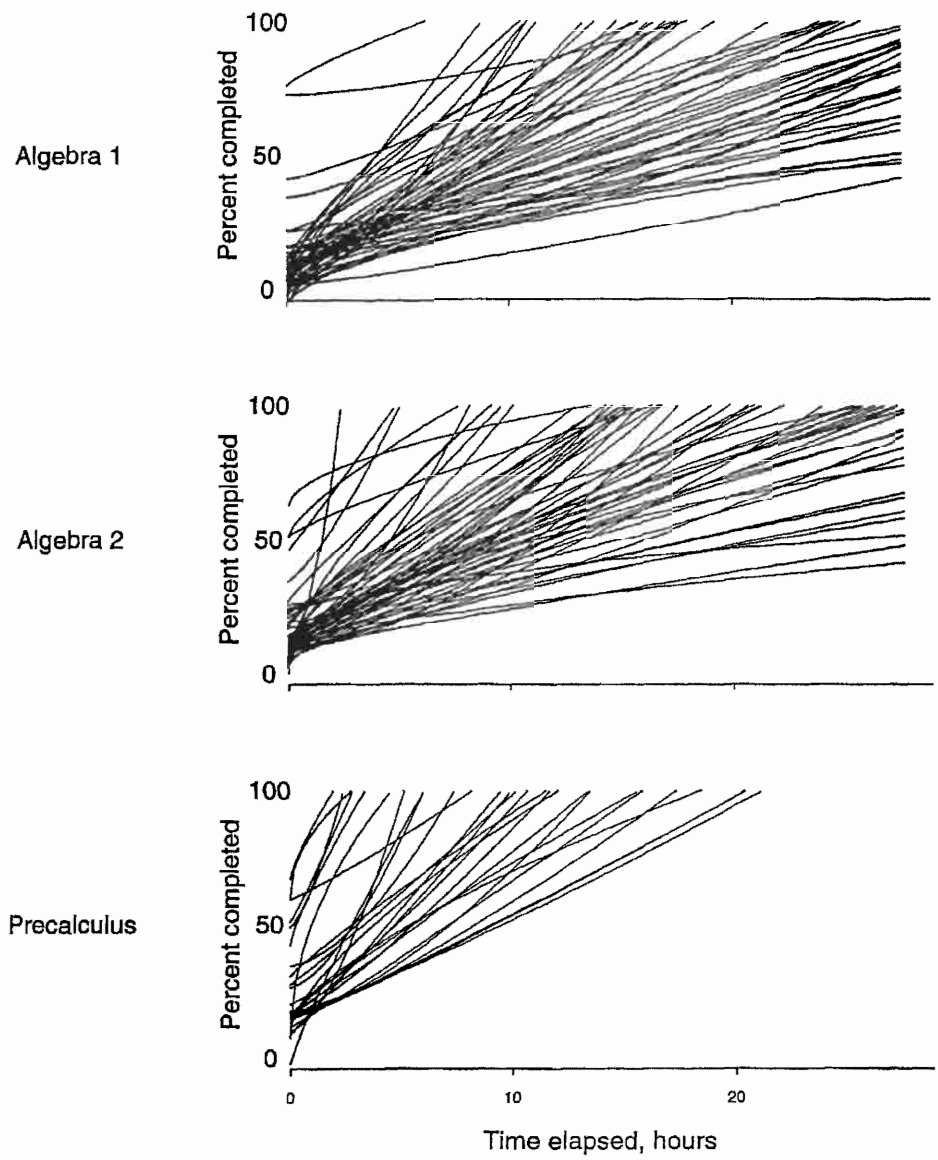 100
Percent completed
Algebra 1
50
0
100
Percent completed
Algebra 2
50
0
100
Percent completed
Precalculus
50
0
0 10 20
Time elapsed, hours